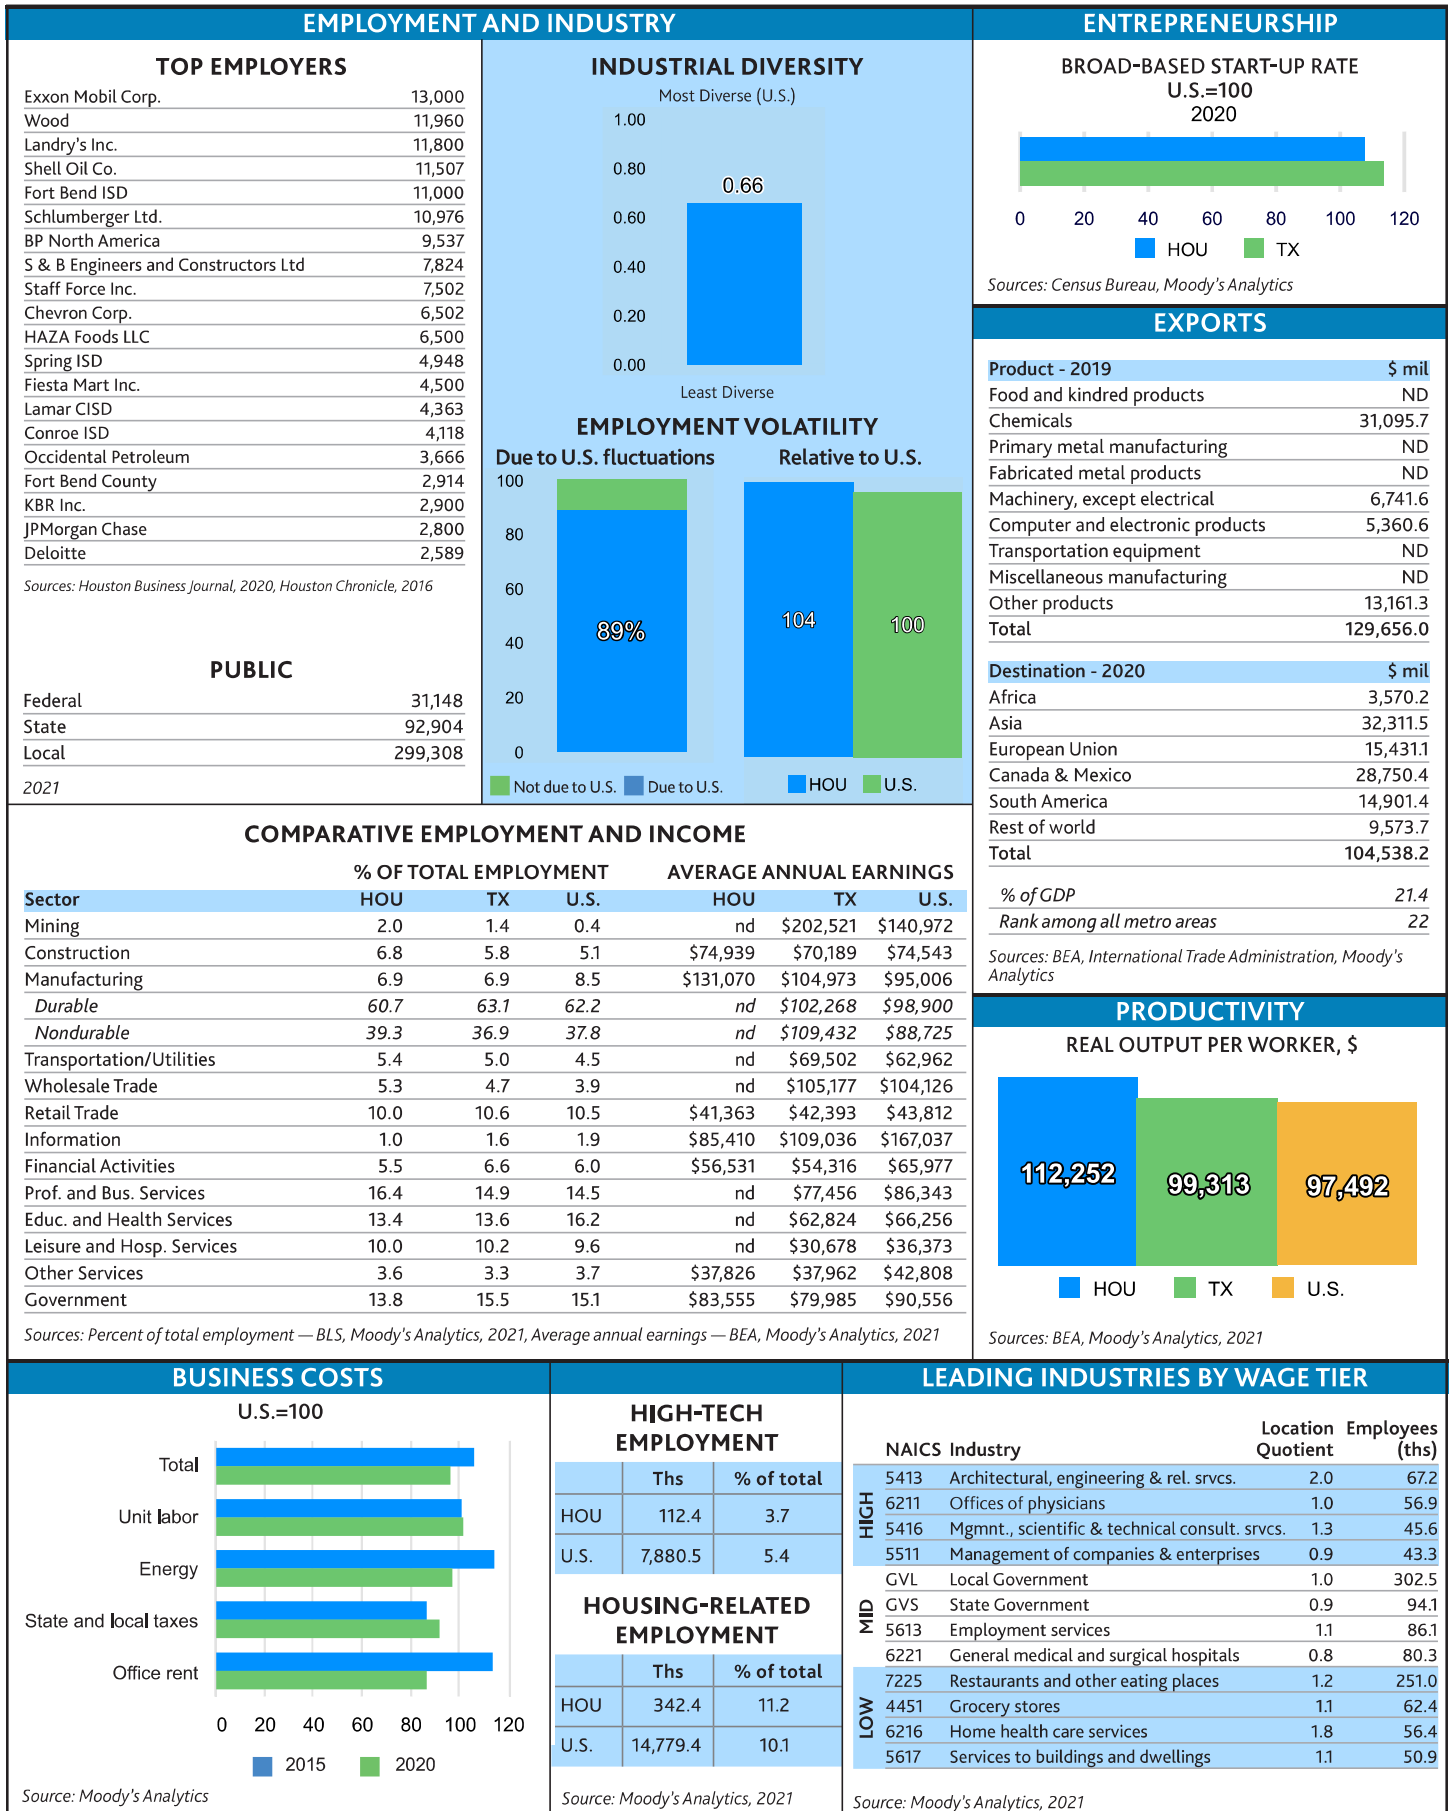 EMPLOYMENT AND INDUSTRY
TOP EMPLOYERS
Exxon Mobil Corp. 13,000
Wood 11,960
Landry's Inc. 11,800
Shell Oil Co. 11,507
Fort Bend ISD 11,000
Schlumberger Ltd. 10,976
BP North America 9,537
S & B Engineers and Constructors Ltd 7,824
Staff Force Inc. 7,502
Chevron Corp. 6,502
HAZA Foods LLC 6,500
Spring ISD 4,948
Fiesta Mart Inc. 4,500
Lamar CISD 4,363
Conroe ISD 4,118
Occidental Petroleum 3,666
Fort Bend County 2,914
KBR Inc. 2,900
JPMorgan Chase 2,800
Deloitte 2,589
Sources: Houston Business Journal, 2020, Houston Chronicle, 2016
PUBLIC
Federal 31,148
State 92,904
Local 299,308
2021
INDUSTRIAL DIVERSITY
Most Diverse (U.S.)
1.00
0.80
0.66
0.60
0.40
0.20
0.00
Least Diverse
EMPLOYMENT VOLATILITY
Due to U.S. fluctuations Relative to U.S.
100
80
60
89% 104 100
40
20
0
Not due to U.S. Due to U.S. HOU U.S.
ENTREPRENEURSHIP
BROAD-BASED START-UP RATE
U.S.=100
2020
0 20 40 60 80 100 120
HOU TX
Sources: Census Bureau, Moody's Analytics
EXPORTS
Product - 2019 $ mil
Food and kindred products ND
Chemicals 31,095.7
Primary metal manufacturing ND
Fabricated metal products ND
Machinery, except electrical 6,741.6
Computer and electronic products 5,360.6
Transportation equipment ND
Miscellaneous manufacturing ND
Other products 13,161.3
Total 129,656.0
Destination - 2020 $ mil
Africa 3,570.2
Asia 32,311.5
European Union 15,431.1
Canada & Mexico 28,750.4
South America 14,901.4
Rest of world 9,573.7
Total 104,538.2
% of GDP 21.4
Rank among all metro areas 22
Sources: BEA, International Trade Administration, Moody's
Analytics
COMPARATIVE EMPLOYMENT AND INCOME
% OF TOTAL EMPLOYMENT AVERAGE ANNUAL EARNINGS
Sector HOU TX U.S. HOU TX U.S.
Mining 2.0 1.4 0.4 nd $202,521 $140,972
Construction 6.8 5.8 5.1 $74,939 $70,189 $74,543
Manufacturing 6.9 6.9 8.5 $131,070 $104,973 $95,006
Durable 60.7 63.1 62.2 nd $102,268 $98,900
Nondurable 39.3 36.9 37.8 nd $109,432 $88,725
Transportation/Utilities 5.4 5.0 4.5 nd $69,502 $62,962
Wholesale Trade 5.3 4.7 3.9 nd $105,177 $104,126
Retail Trade 10.0 10.6 10.5 $41,363 $42,393 $43,812
Information 1.0 1.6 1.9 $85,410 $109,036 $167,037
Financial Activities 5.5 6.6 6.0 $56,531 $54,316 $65,977
Prof. and Bus. Services 16.4 14.9 14.5 nd $77,456 $86,343
Educ. and Health Services 13.4 13.6 16.2 nd $62,824 $66,256
Leisure and Hosp. Services 10.0 10.2 9.6 nd $30,678 $36,373
Other Services 3.6 3.3 3.7 $37,826 $37,962 $42,808
Government 13.8 15.5 15.1 $83,555 $79,985 $90,556
Sources: Percent of total employment — BLS, Moody's Analytics, 2021, Average annual earnings — BEA, Moody's Analytics, 2021
PRODUCTIVITY
REAL OUTPUT PER WORKER, $
112,252 99,313 97,492
HOU TX U.S.
Sources: BEA, Moody's Analytics, 2021
BUSINESS COSTS
U.S.=100
Total
Unit labor
Energy
State and local taxes
Office rent
0 20 40 60 80 100 120
2015 2020
Source: Moody's Analytics
HIGH-TECH
EMPLOYMENT
Ths % of total
HOU 112.4 3.7
U.S. 7,880.5 5.4
HOUSING-RELATED
EMPLOYMENT
Ths % of total
HOU 342.4 11.2
U.S. 14,779.4 10.1
Source: Moody's Analytics, 2021
LEADING INDUSTRIES BY WAGE TIER
Location Employees
NAICS Industry Quotient (ths)
HIGH
5413 Architectural, engineering & rel. srvcs. 2.0 67.2
6211 Offices of physicians 1.0 56.9
5416 Mgmnt., scientific & technical consult. srvcs. 1.3 45.6
5511 Management of companies & enterprises 0.9 43.3
MID
GVL Local Government 1.0 302.5
GVS State Government 0.9 94.1
5613 Employment services 1.1 86.1
6221 General medical and surgical hospitals 0.8 80.3
LOW
7225 Restaurants and other eating places 1.2 251.0
4451 Grocery stores 1.1 62.4
6216 Home health care services 1.8 56.4
5617 Services to buildings and dwellings 1.1 50.9
Source: Moody's Analytics, 2021